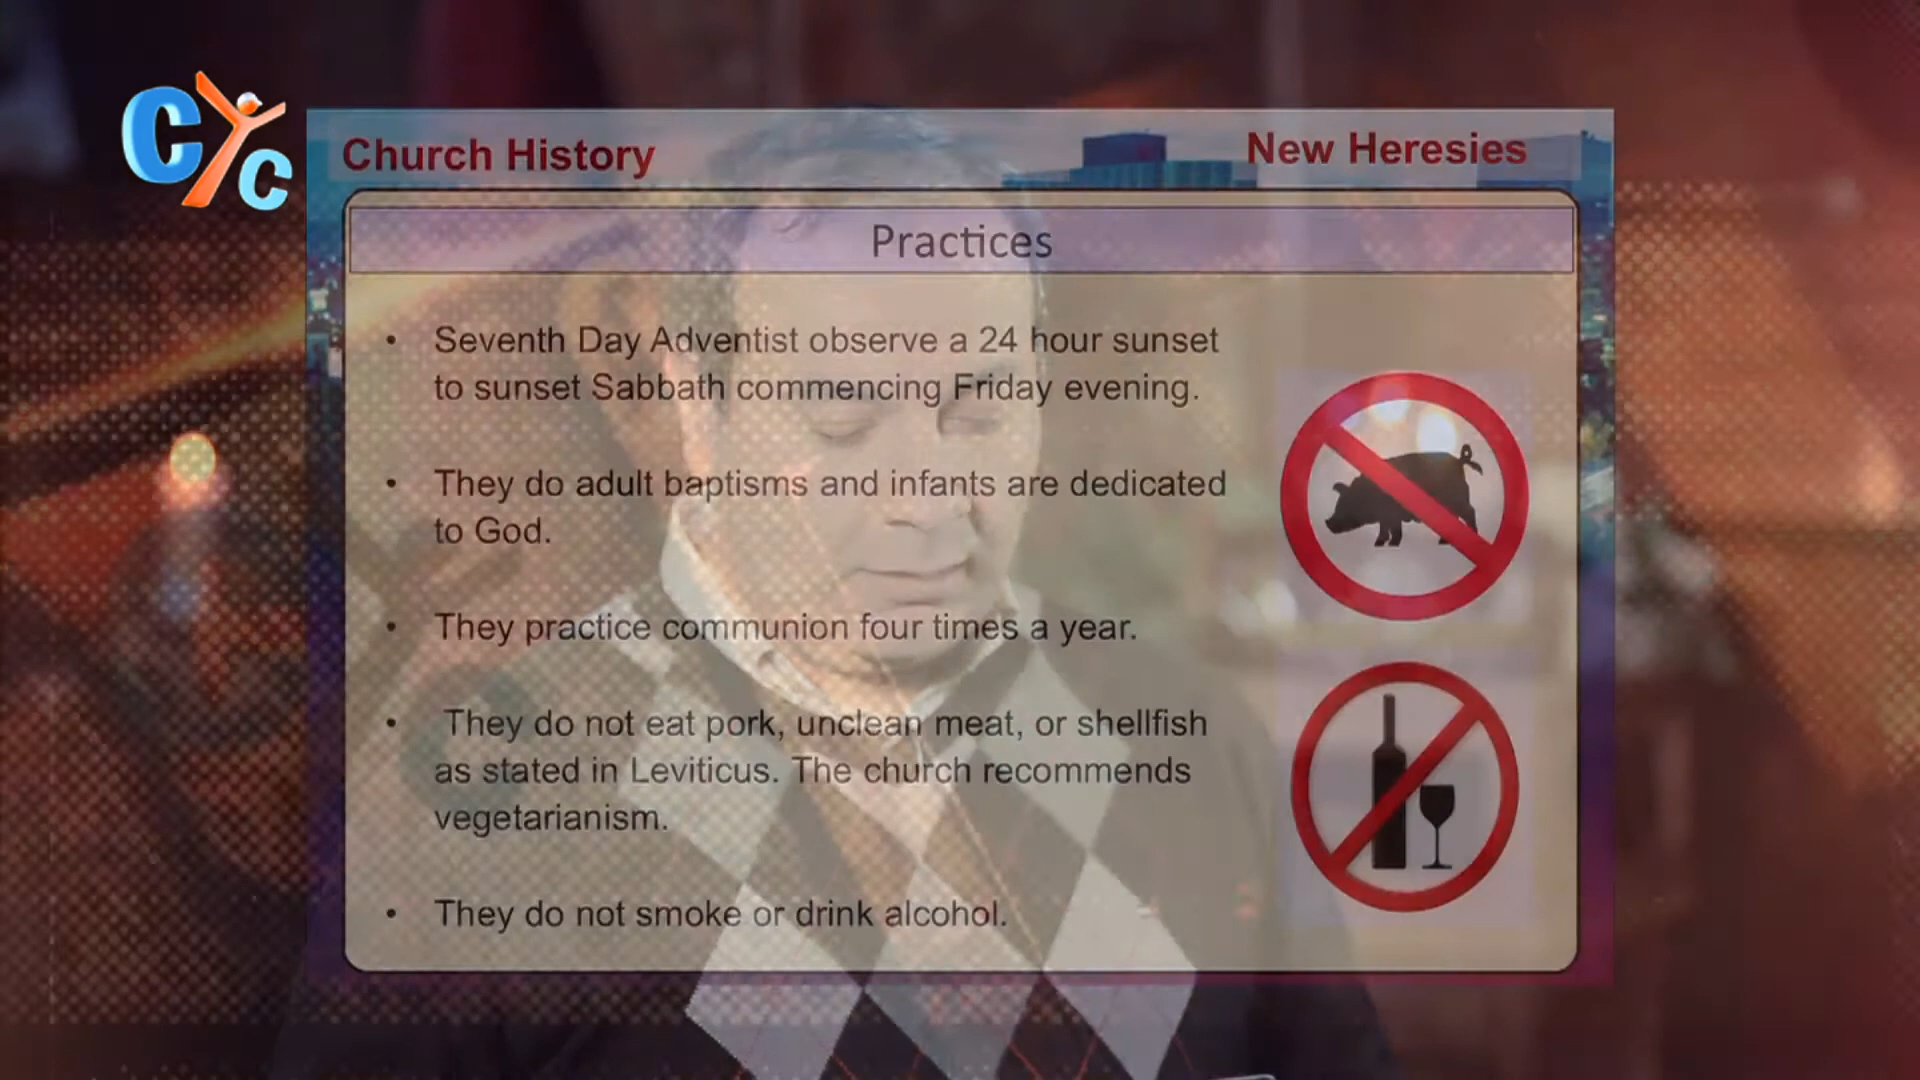 CYC
Church History
New Heresies
Practices
• Seventh Day Adventist observe a 24 hour sunset
to sunset Sabbath commencing Friday evening.
• They do adult baptisms and infants are dedicated
to God.
• They practice communion four times a year.
• They do not eat pork, unclean meat, or shellfish
as stated in Leviticus. The church recommends
vegetarianism.
• They do not smoke or drink alcohol.